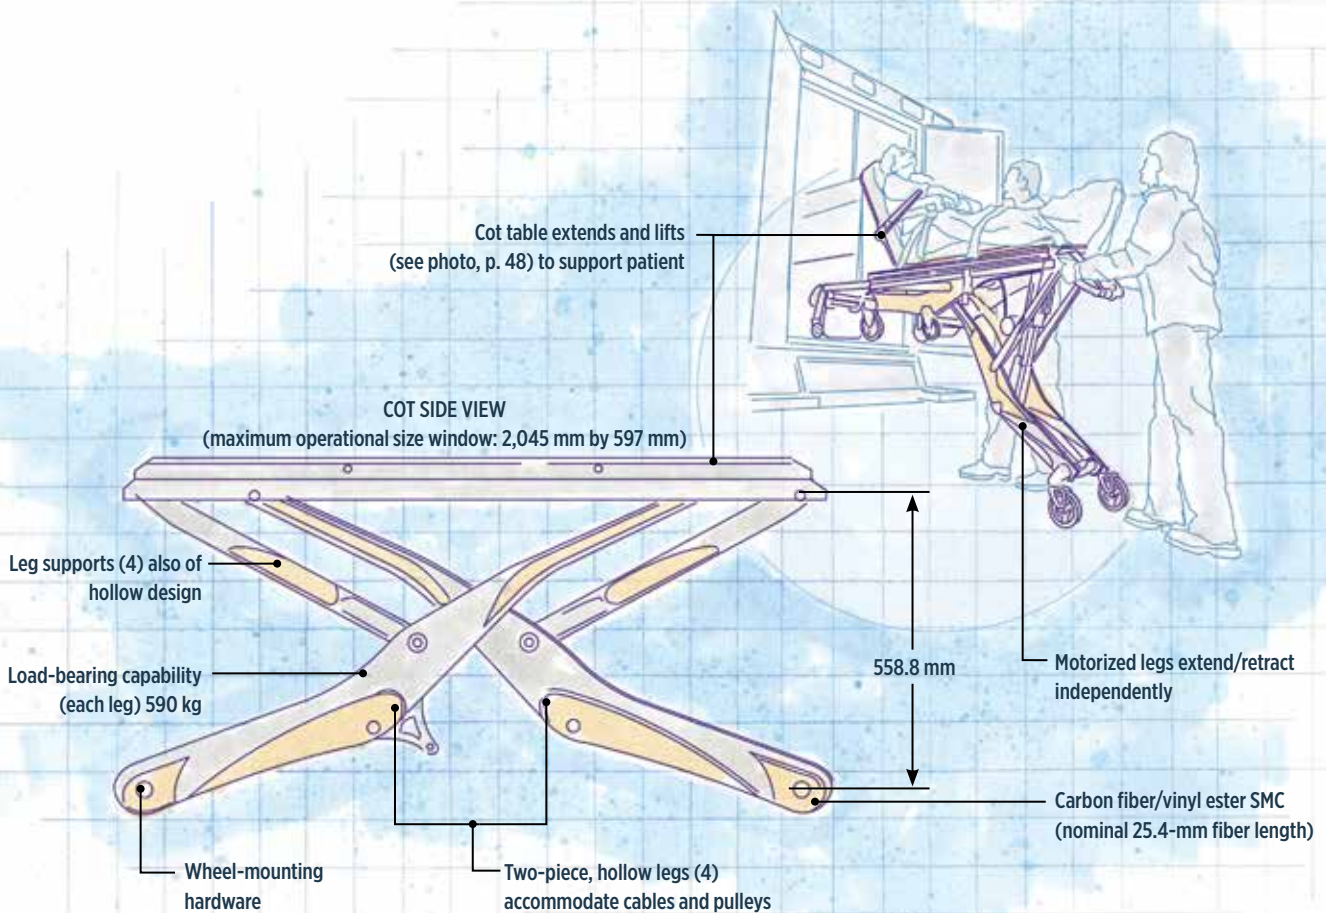 Cot table extends and lifts
(see photo, p. 48) to support patient
COT SIDE VIEW
(maximum operational size window: 2,045 mm by 597 mm)
Leg supports (4) also of
hollow design
Load-bearing capability
(each leg) 590 kg
558.8 mm
Motorized legs extend/retract
independently
Carbon fiber/vinyl ester SMC
(nominal 25.4-mm fiber length)
Wheel-mounting
hardware
Two-piece, hollow legs (4)
accommodate cables and pulleys